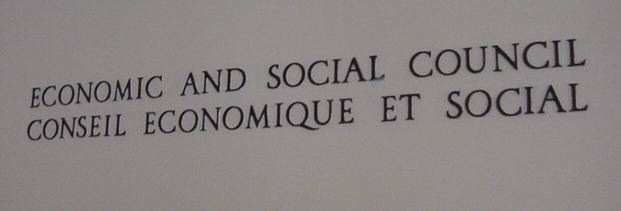 ECONOMIC AND SOCIAL COUNCIL
CONSEIL ECONOMIQUE ET SOCIAL